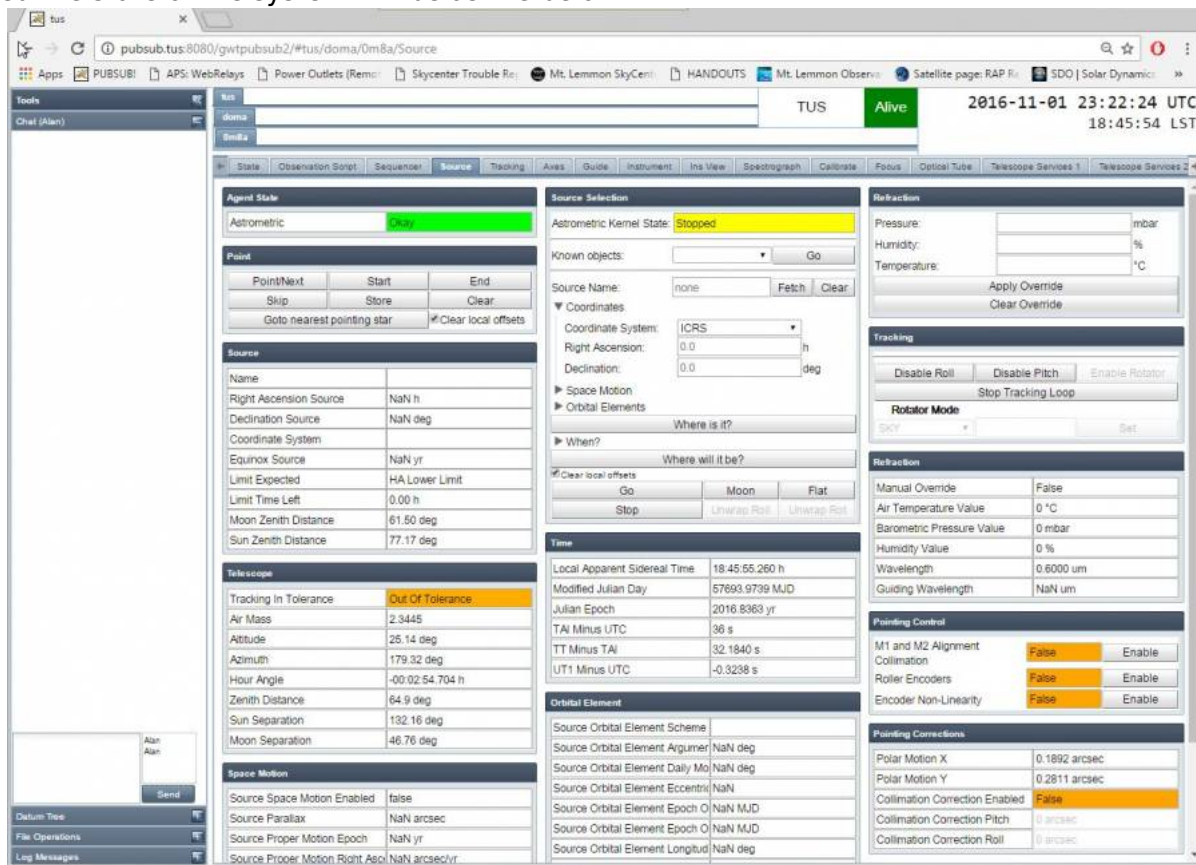 tus
pubsub.tus:8080/gwtpubsub2/#tus/doma/0m8a/Source
Apps PUBSUB! APS: WebRelays Power Outlets (Remo Skycenter Trouble Re Mt. Lemmon SkyCent HANDOUTS Mt. Lemmon Observa Satellite page: RAP R SDO | Solar Dynamic »
Tools
Chat (Alan)
Alan
Alan
Send
Datum Tree
File Operations
Log Messages
tus
doma
0m8a
TUS Alive 2016-11-01 23:22:24 UTC
18:45:54 LST
State Observation Script Sequencer Source Tracking Axes Guide Instrument Ins View Spectrograph Calibrate Focus Optical Tube Telescope Services 1 Telescope Services 2
Agent State
Astrometric Okay
Point
Point/Next Start End
Skip Store Clear
Goto nearest pointing star Clear local offsets
Source
Name
Right Ascension Source NaN h
Declination Source NaN deg
Coordinate System
Equinox Source NaN yr
Limit Expected HA Lower Limit
Limit Time Left 0.00 h
Moon Zenith Distance 61.50 deg
Sun Zenith Distance 77.17 deg
Telescope
Tracking In Tolerance Out Of Tolerance
Air Mass 2.3445
Altitude 25.14 deg
Azimuth 179.32 deg
Hour Angle -00:02:54.704 h
Zenith Distance 64.9 deg
Sun Separation 132.16 deg
Moon Separation 46.76 deg
Space Motion
Source Space Motion Enabled false
Source Parallax NaN arcsec
Source Proper Motion Epoch NaN yr
Source Proper Motion Right Asc NaN arcsec/yr
Source Selection
Astrometric Kernel State: Stopped
Known objects: Go
Source Name: none Fetch Clear
Coordinates
Coordinate System: ICRS
Right Ascension: 0.0 h
Declination: 0.0 deg
Space Motion
Orbital Elements
Where is it?
When?
Where will it be?
Clear local offsets
Go Moon Flat
Stop Unwrap Roll Unwrap Rot
Time
Local Apparent Sidereal Time 18:45:55.260 h
Modified Julian Day 57693.9739 MJD
Julian Epoch 2016.8363 yr
TAI Minus UTC 36 s
TT Minus TAI 32.1840 s
UT1 Minus UTC -0.3238 s
Orbital Element
Source Orbital Element Scheme
Source Orbital Element Argumer NaN deg
Source Orbital Element Daily Mo NaN deg
Source Orbital Element Eccentri NaN
Source Orbital Element Epoch O NaN MJD
Source Orbital Element Epoch O NaN MJD
Source Orbital Element Longitud NaN deg
Refraction
Pressure: mbar
Humidity: %
Temperature: °C
Apply Override
Clear Override
Tracking
Disable Roll Disable Pitch Enable Rotator
Stop Tracking Loop
Rotator Mode
SKY Set
Refraction
Manual Override False
Air Temperature Value 0 °C
Barometric Pressure Value 0 mbar
Humidity Value 0 %
Wavelength 0.6000 um
Guiding Wavelength NaN um
Pointing Control
M1 and M2 Alignment
Collimation False Enable
Roller Encoders False Enable
Encoder Non-Linearity False Enable
Pointing Corrections
Polar Motion X 0.1892 arcsec
Polar Motion Y 0.2811 arcsec
Collimation Correction Enabled False
Collimation Correction Pitch 0 arcsec
Collimation Correction Roll 0 arcsec